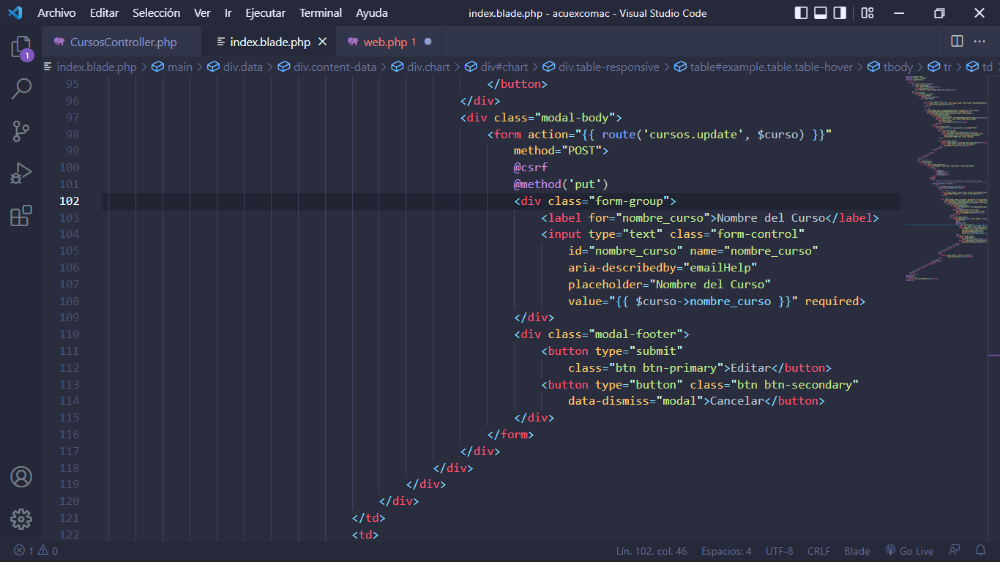 Archivo Editar Selección Ver Ir Ejecutar Terminal Ayuda index.blade.php - acuexcomac - Visual Studio Code
CursosController.php index.blade.php web.php 1
1
index.blade.php > main > div.data > div.content-data > div.chart > div#chart > div.table-responsive > table#example.table.table-hover > tbody > tr > td >
95 </button>
96 </div>
97 <div class="modal-body">
98 <form action="{{ route('cursos.update', $curso) }}"
99 method="POST">
100 @csrf
101 @method('put')
102 <div class="form-group">
103 <label for="nombre_curso">Nombre del Curso</label>
104 <input type="text" class="form-control"
105 id="nombre_curso" name="nombre_curso"
106 aria-describedby="emailHelp"
107 placeholder="Nombre del Curso"
108 value="{{ $curso->nombre_curso }}" required>
109 </div>
110 <div class="modal-footer">
111 <button type="submit"
112 class="btn btn-primary">Editar</button>
113 <button type="button" class="btn btn-secondary"
114 data-dismiss="modal">Cancelar</button>
115 </div>
116 </form>
117 </div>
118 </div>
119 </div>
120 </div>
121 </td>
122 <td>
1 0 Lín. 102, col. 46 Espacios: 4 UTF-8 CRLF Blade Go Live